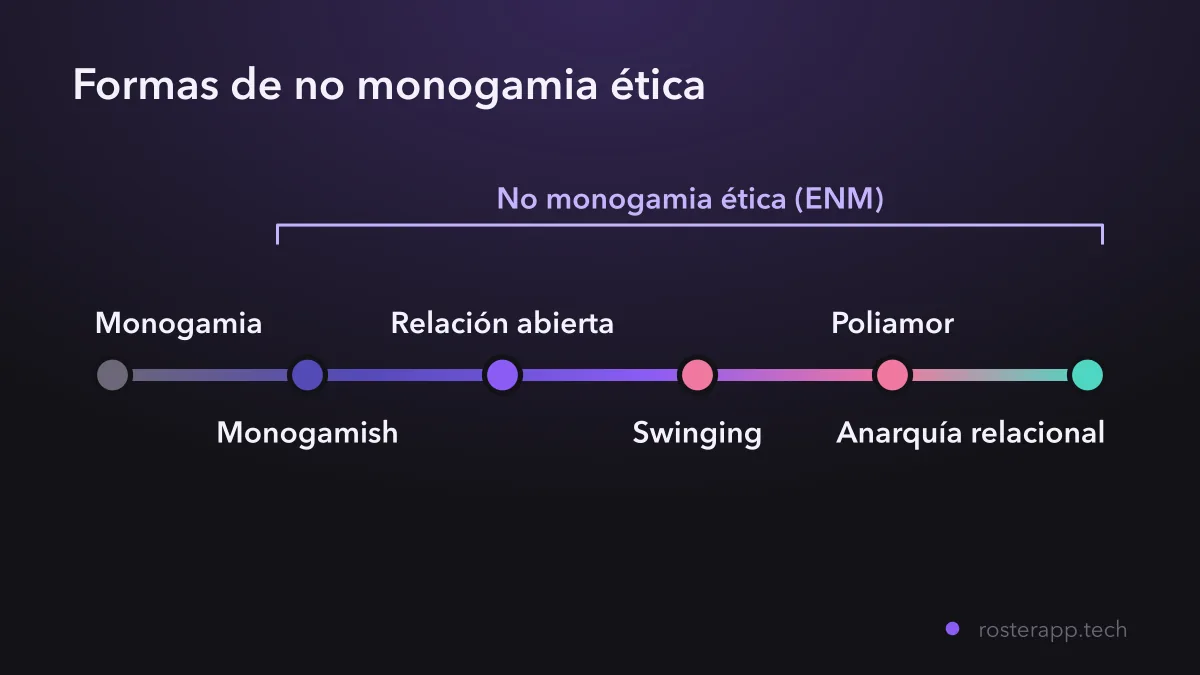 Formas de no monogamia ética
No monogamia ética (ENM)
Monogamia
Relación abierta
Poliamor
Monogamish
Swinging
Anarquía relacional
rosterapp.tech